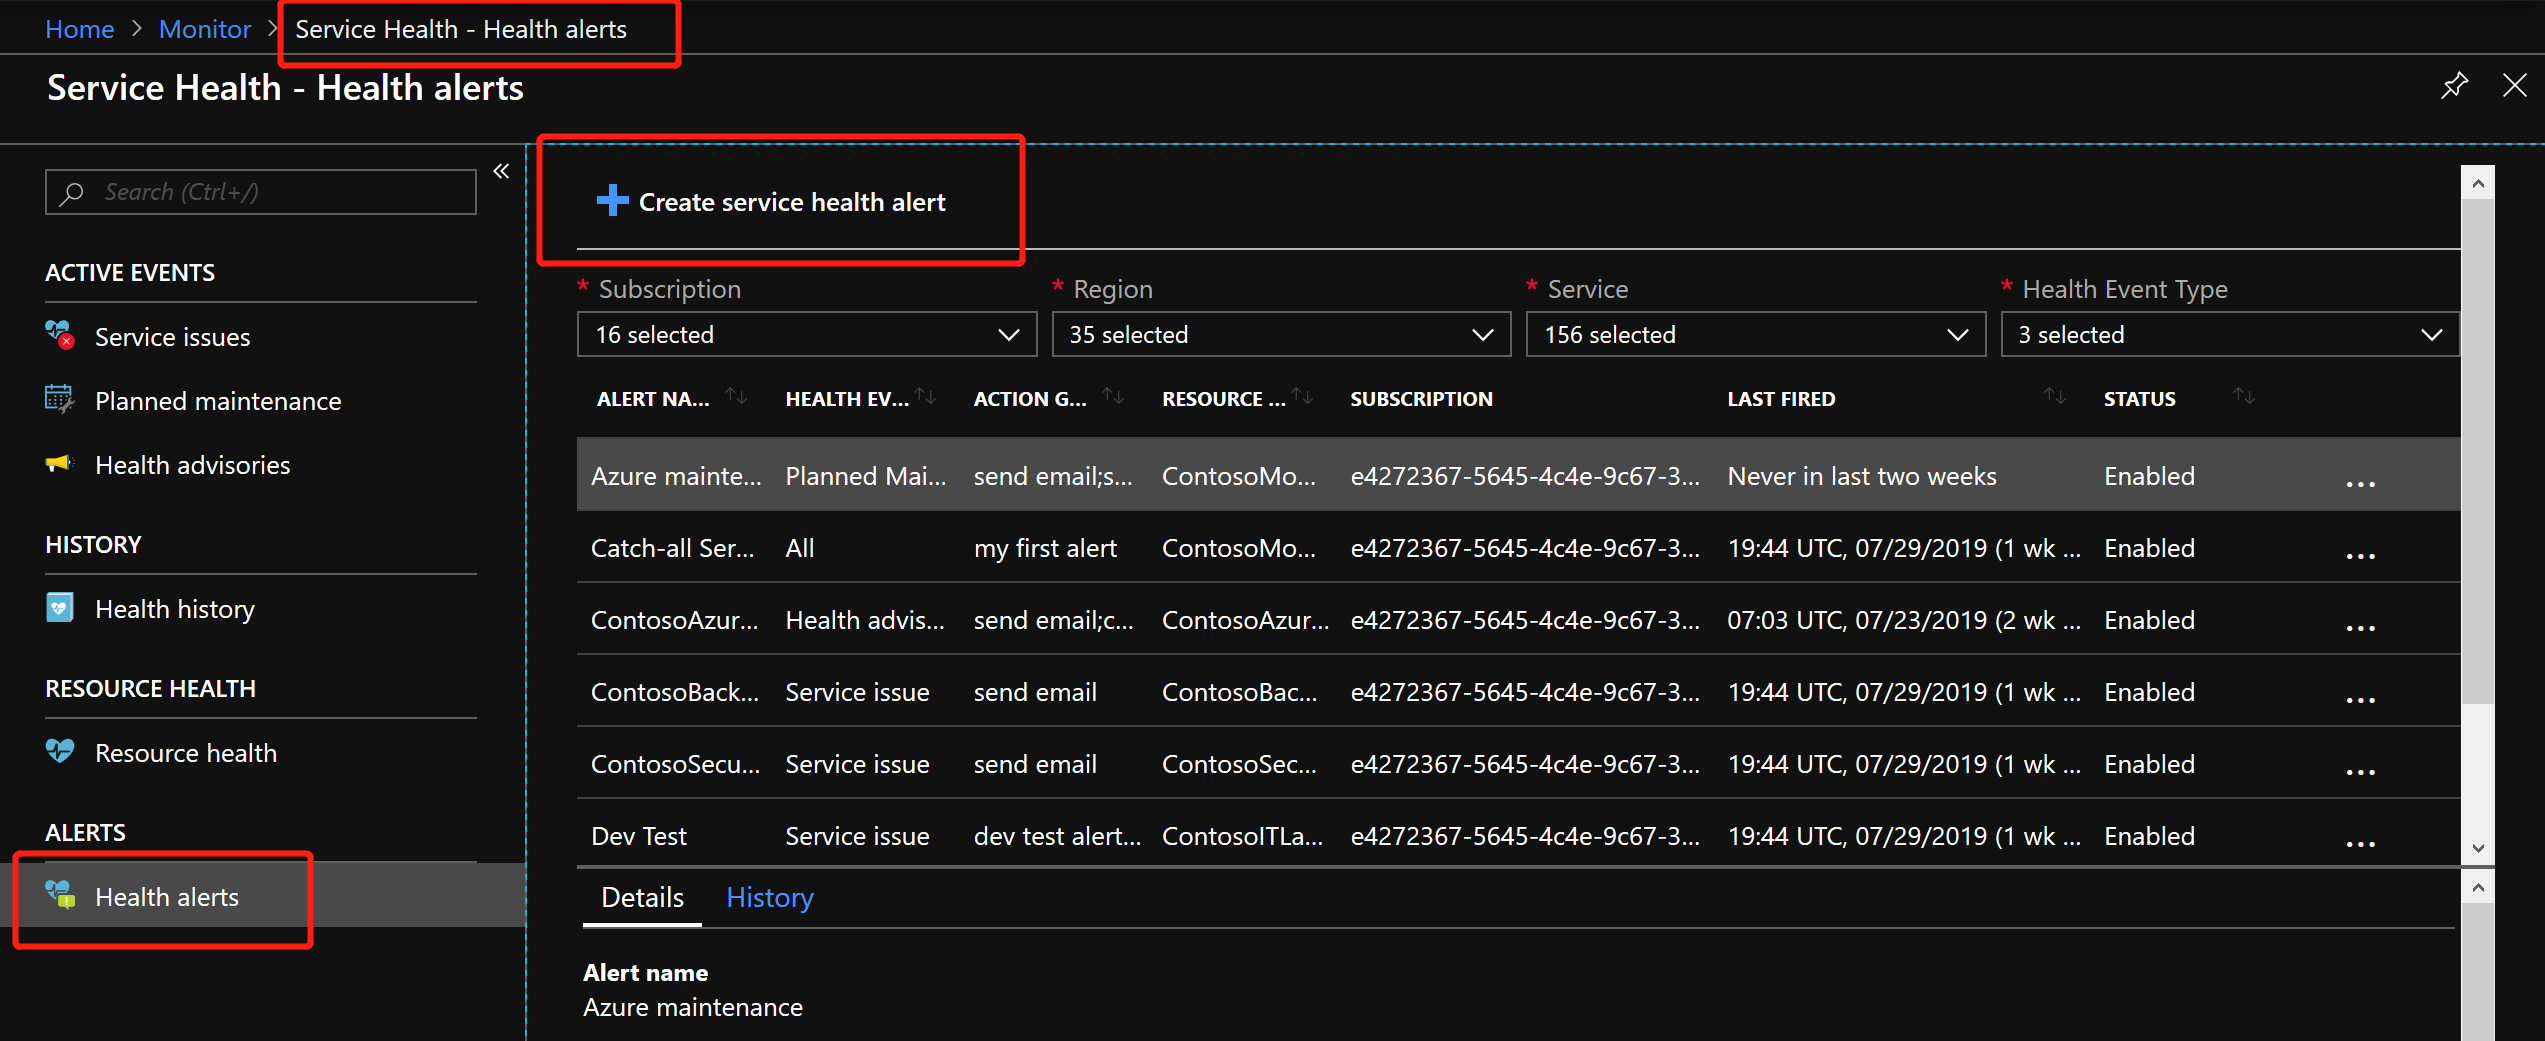 Home > Monitor > Service Health - Health alerts
Service Health - Health alerts
Search (Ctrl+/)
ACTIVE EVENTS
Service issues
Planned maintenance
Health advisories
HISTORY
Health history
RESOURCE HEALTH
Resource health
ALERTS
Health alerts
Create service health alert
* Subscription * Region * Service * Health Event Type
16 selected 35 selected 156 selected 3 selected
ALERT NA... HEALTH EV... ACTION G... RESOURCE ... SUBSCRIPTION LAST FIRED STATUS
Azure mainte... Planned Mai... send email;s... ContosoMo... e4272367-5645-4c4e-9c67-3... Never in last two weeks Enabled ...
Catch-all Ser... All my first alert ContosoMo... e4272367-5645-4c4e-9c67-3... 19:44 UTC, 07/29/2019 (1 wk ... Enabled ...
ContosoAzur... Health advis... send email;c... ContosoAzur... e4272367-5645-4c4e-9c67-3... 07:03 UTC, 07/23/2019 (2 wk ... Enabled ...
ContosoBack... Service issue send email ContosoBac... e4272367-5645-4c4e-9c67-3... 19:44 UTC, 07/29/2019 (1 wk ... Enabled ...
ContosoSecu... Service issue send email ContosoSec... e4272367-5645-4c4e-9c67-3... 19:44 UTC, 07/29/2019 (1 wk ... Enabled ...
Dev Test Service issue dev test alert... ContosoITLa... e4272367-5645-4c4e-9c67-3... 19:44 UTC, 07/29/2019 (1 wk ... Enabled ...
Details History
Alert name
Azure maintenance